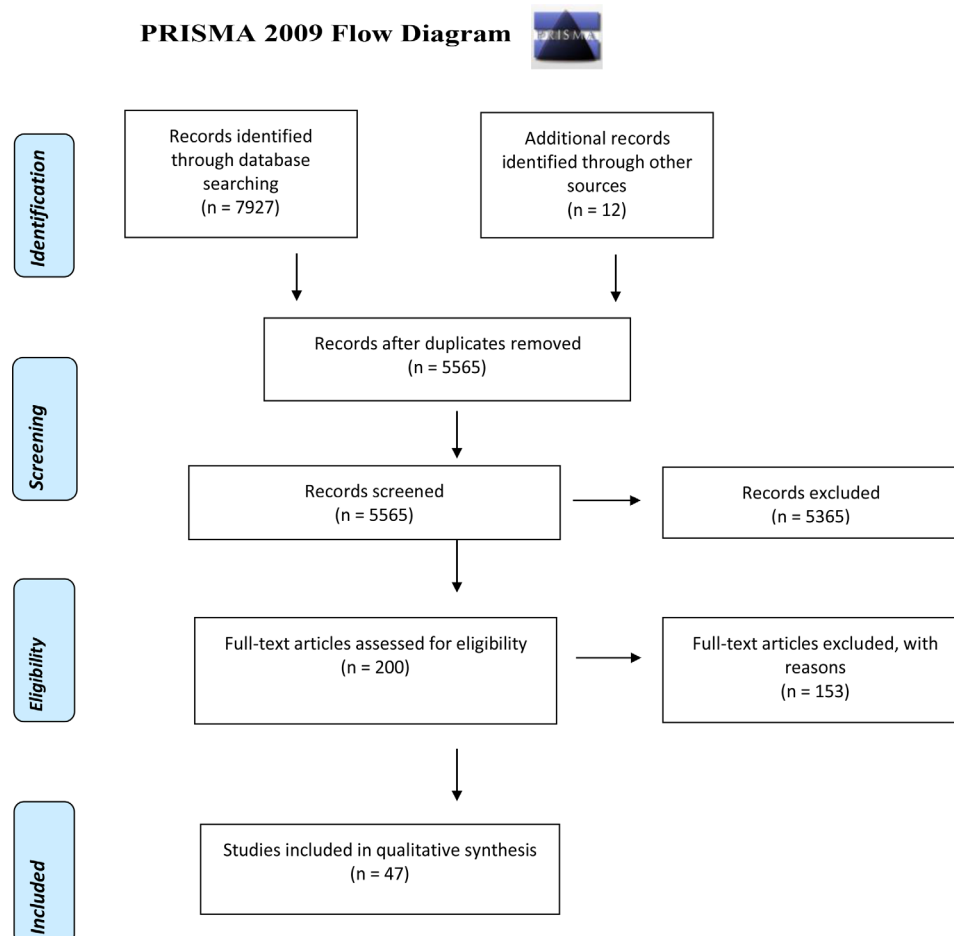 PRISMA 2009 Flow Diagram
PRISMA
Identification
Records identified
through database
searching
(n = 7927)
Additional records
identified through other
sources
(n = 12)
Records after duplicates removed
(n = 5565)
Screening
Records screened
(n = 5565)
Records excluded
(n = 5365)
Eligibility
Full-text articles assessed for eligibility
(n = 200)
Full-text articles excluded, with
reasons
(n = 153)
Included
Studies included in qualitative synthesis
(n = 47)